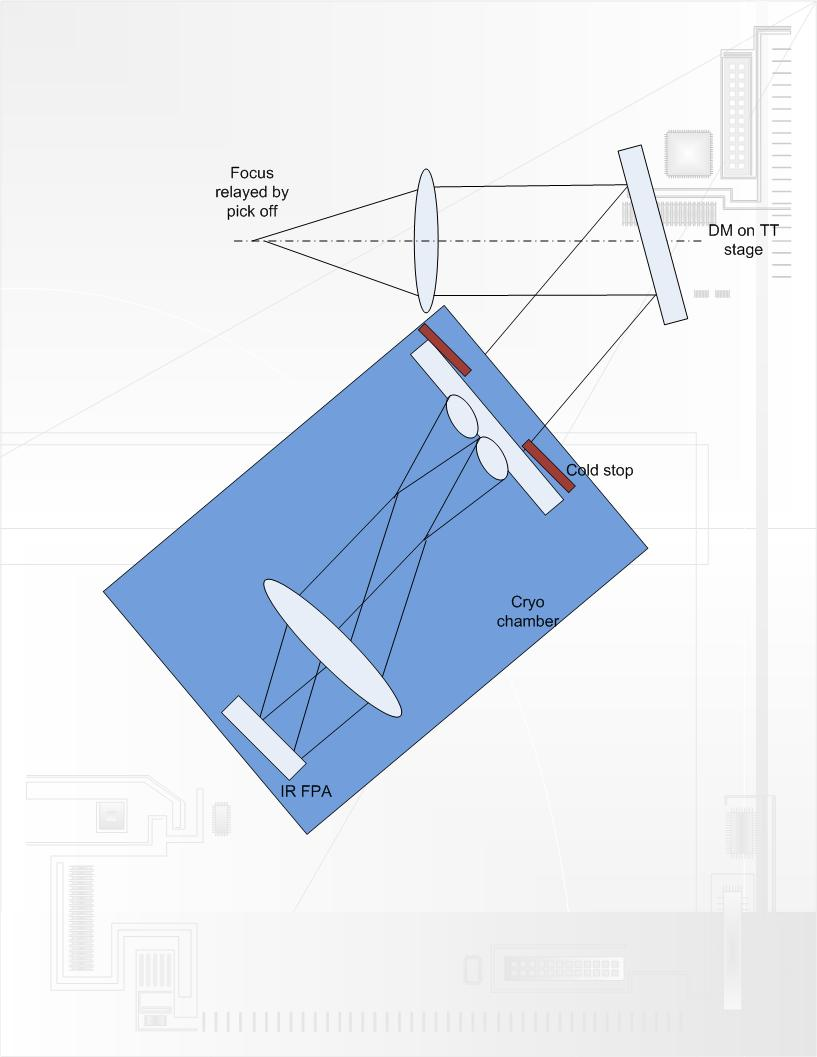 Focus
relayed by
pick off
DM on TT
stage
Cold stop
Cryo
chamber
IR FPA